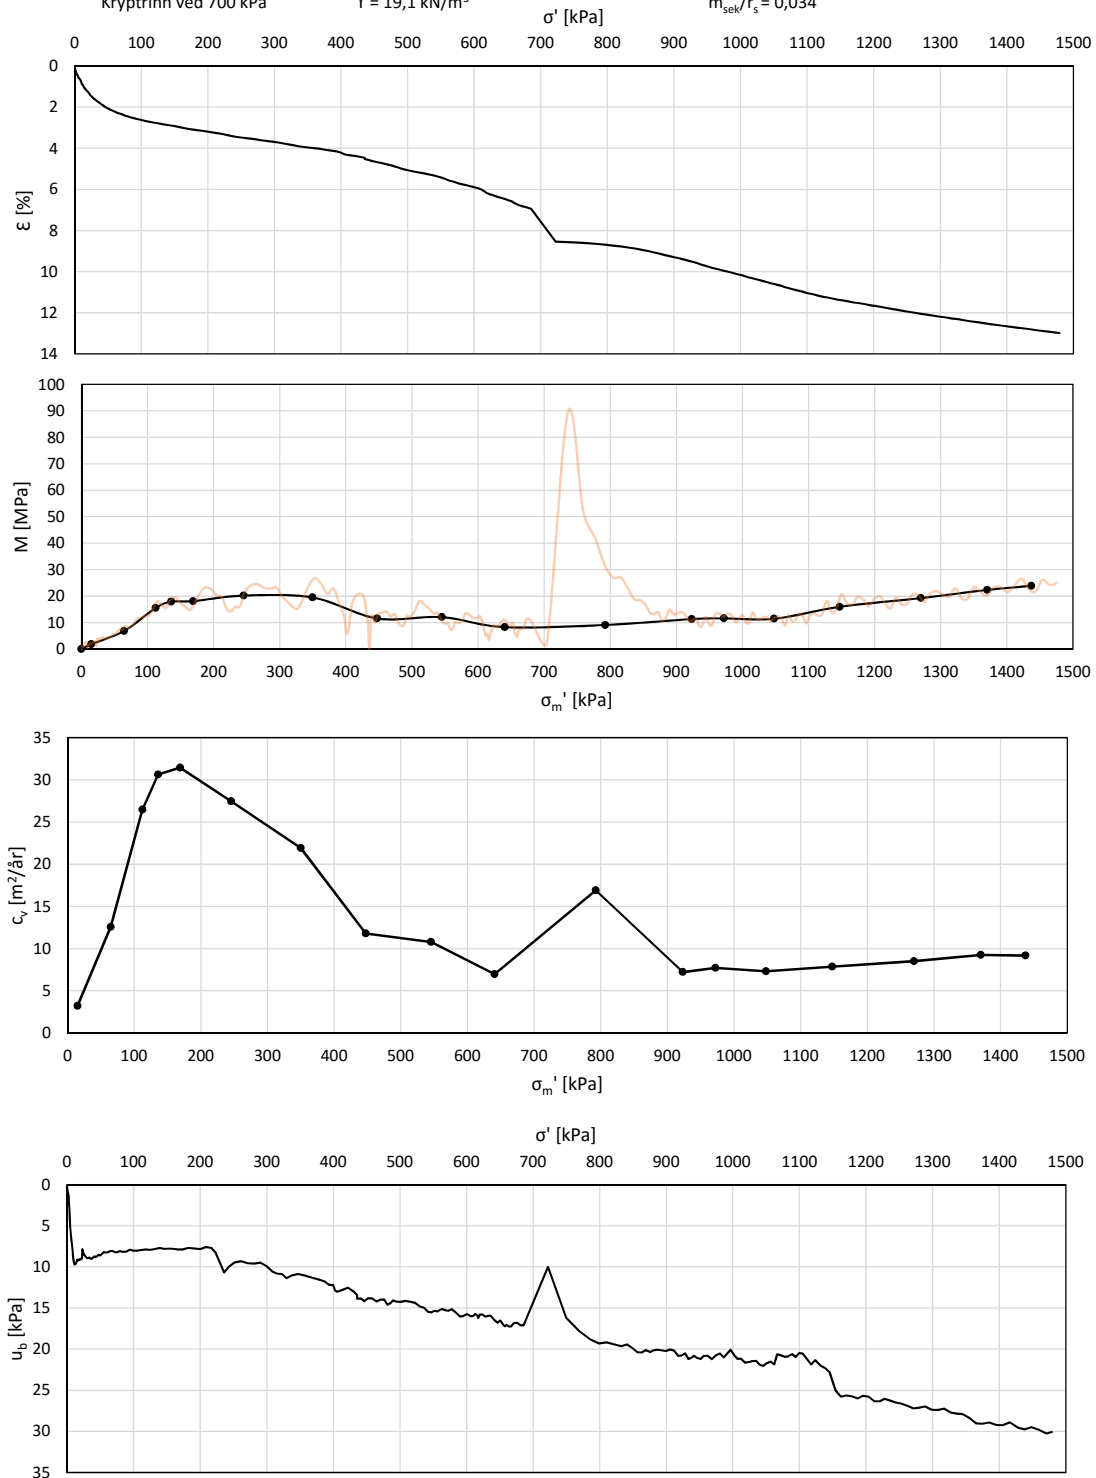 Kryptrinn ved 700 kPa γ = 19,1 kN/m³ m_sek/r_s = 0,034
σ' [kPa]
0 100 200 300 400 500 600 700 800 900 1000 1100 1200 1300 1400 1500
0
2
4
6
8
10
12
14
ε [%]
100
90
80
70
60
50
40
30
20
10
0
M [MPa]
0 100 200 300 400 500 600 700 800 900 1000 1100 1200 1300 1400 1500
σ_m' [kPa]
35
30
25
20
15
10
5
0
c_v [m²/år]
0 100 200 300 400 500 600 700 800 900 1000 1100 1200 1300 1400 1500
σ_m' [kPa]
σ' [kPa]
0 100 200 300 400 500 600 700 800 900 1000 1100 1200 1300 1400 1500
0
5
10
15
20
25
30
35
u_b [kPa]